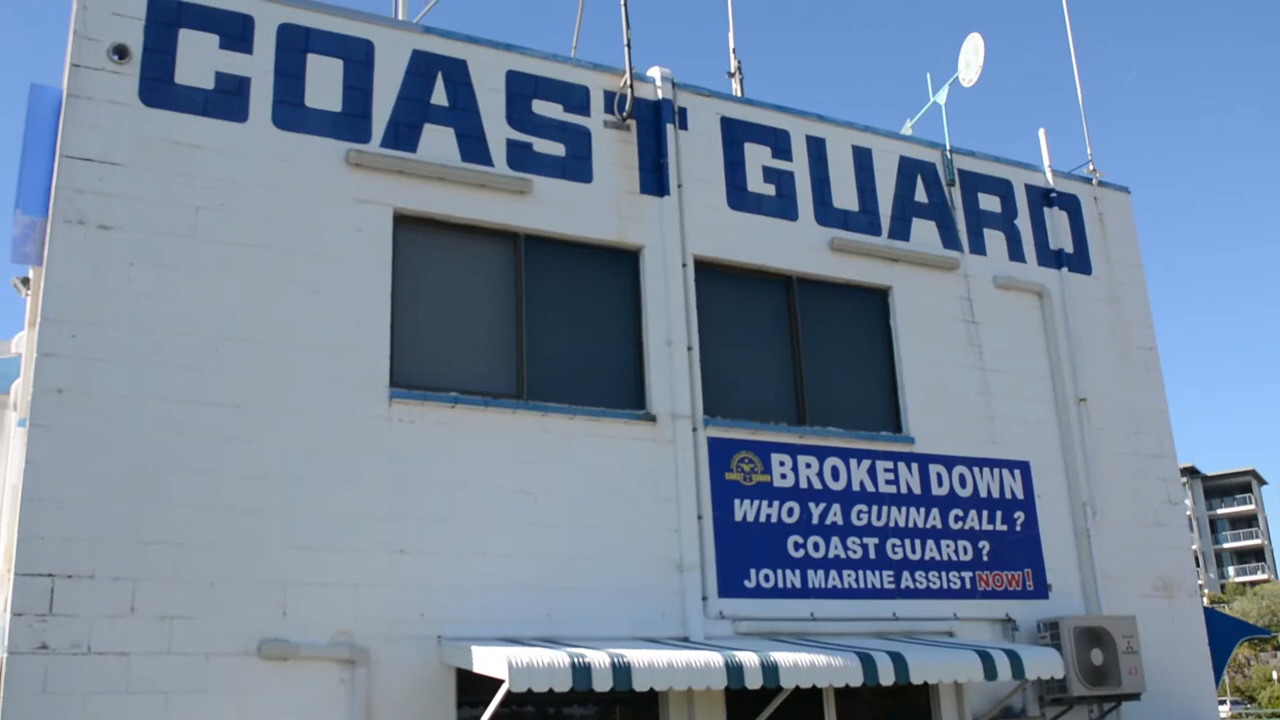 COAST GUARD
BROKEN DOWN
WHO YA GUNNA CALL ?
COAST GUARD ?
JOIN MARINE ASSIST NOW !